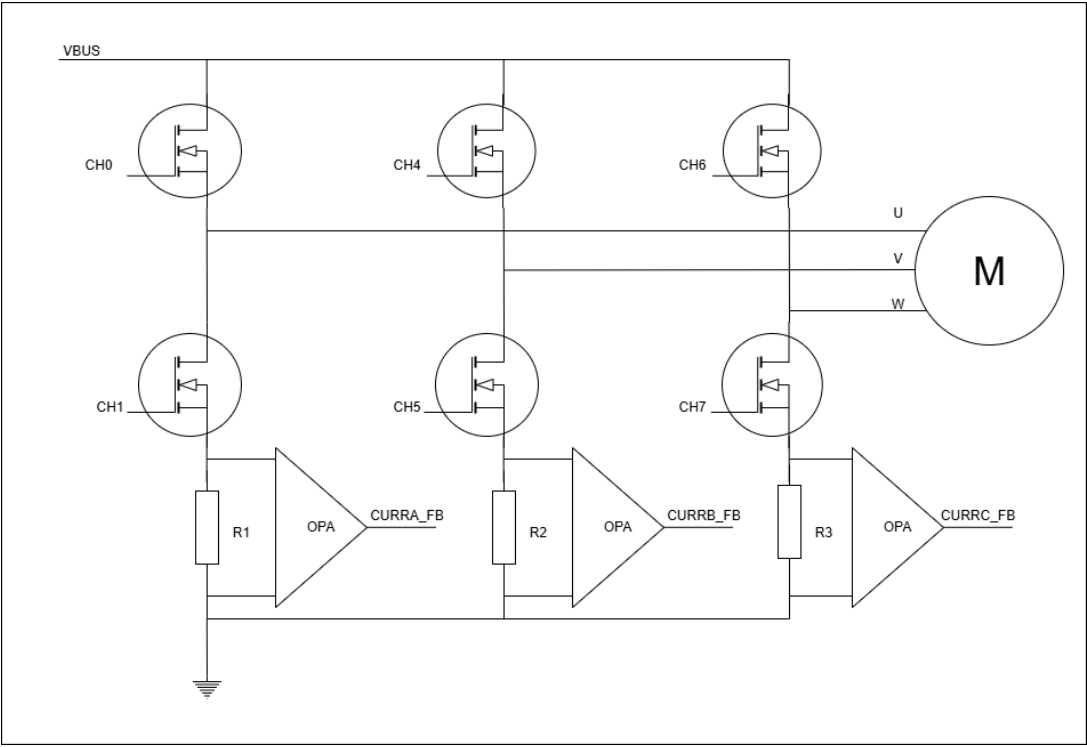 VBUS
CH0
CH4
CH6
U
V
W
M
CH1
CH5
CH7
CURRA_FB
CURRB_FB
CURRC_FB
R1
OPA
R2
OPA
R3
OPA